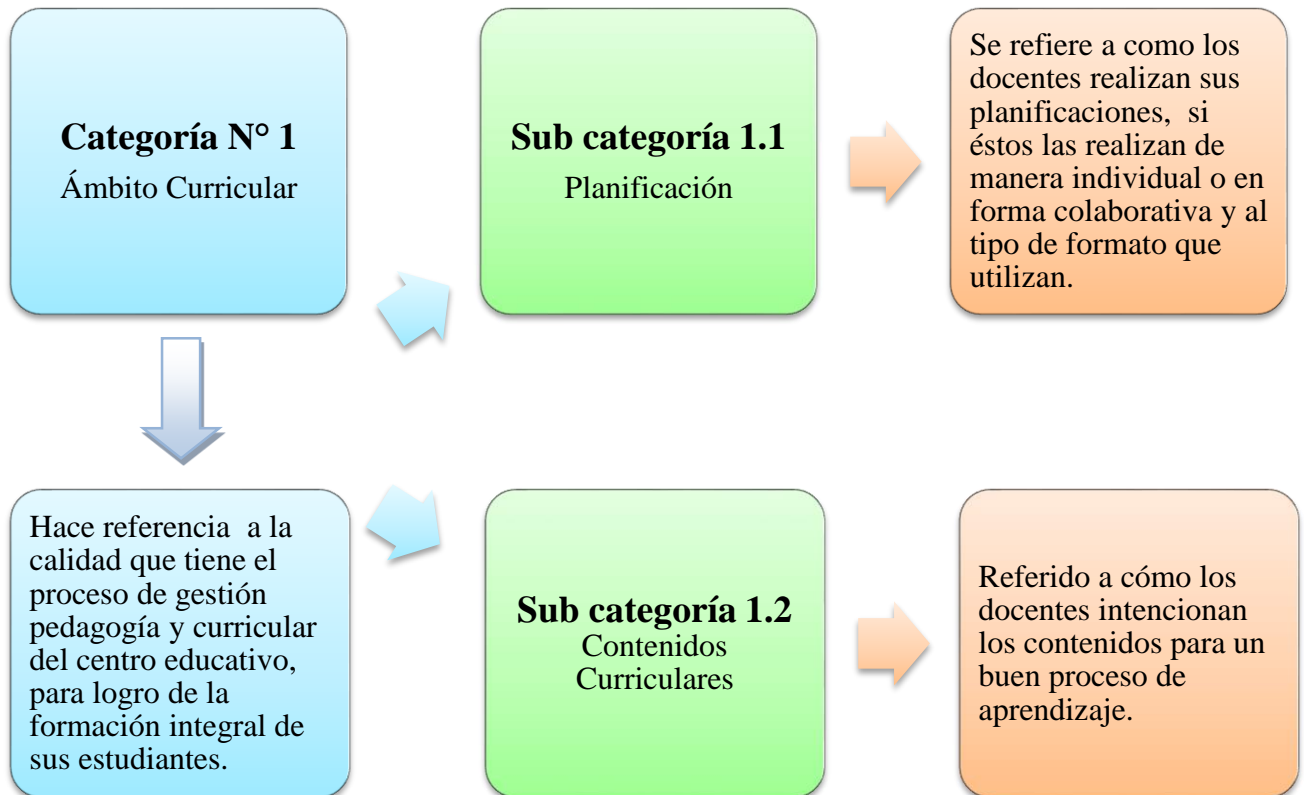 Categoría N° 1
Ámbito Curricular
Sub categoría 1.1
Planificación
Se refiere a como los
docentes realizan sus
planificaciones, si
éstos las realizan de
manera individual o en
forma colaborativa y al
tipo de formato que
utilizan.
Hace referencia a la
calidad que tiene el
proceso de gestión
pedagogía y curricular
del centro educativo,
para logro de la
formación integral de
sus estudiantes.
Sub categoría 1.2
Contenidos
Curriculares
Referido a cómo los
docentes intencionan
los contenidos para un
buen proceso de
aprendizaje.